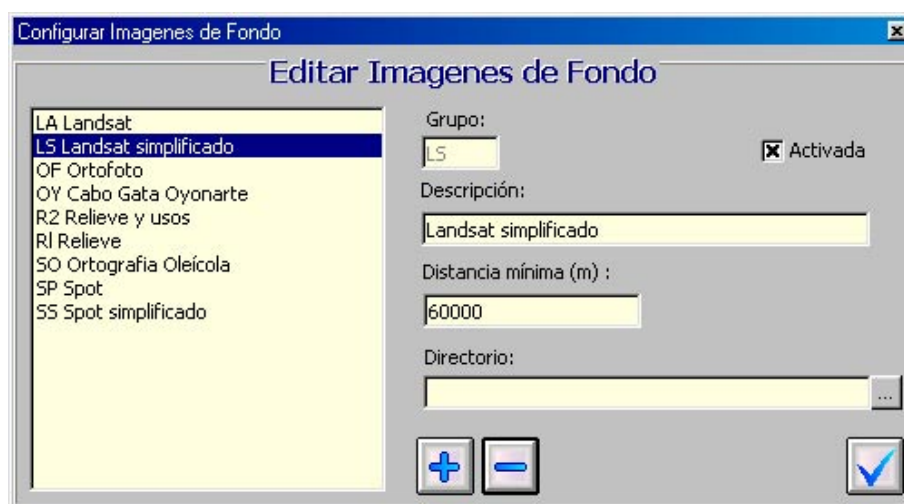 Configurar Imagenes de Fondo
Editar Imagenes de Fondo
LA Landsat
LS Landsat simplificado
OF Ortofoto
OY Cabo Gata Oyonarte
R2 Relieve y usos
Rl Relieve
SO Ortografia Oleícola
SP Spot
SS Spot simplificado
Grupo:
LS
Activada
Descripción:
Landsat simplificado
Distancia mínima (m) :
60000
Directorio:
...